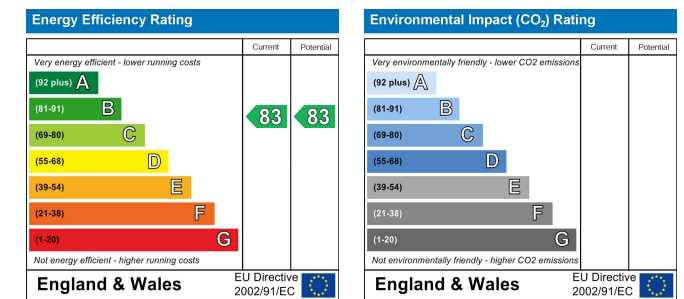 Energy Efficiency Rating
Current Potential
Very energy efficient - lower running costs
(92 plus) A
(81-91) B
83 83
(69-80) C
(55-68) D
(39-54) E
(21-38) F
(1-20) G
Not energy efficient - higher running costs
England & Wales
EU Directive
2002/91/EC
Environmental Impact (CO2) Rating
Current Potential
Very environmentally friendly - lower CO2 emissions
(92 plus) A
(81-91) B
(69-80) C
(55-68) D
(39-54) E
(21-38) F
(1-20) G
Not environmentally friendly - higher CO2 emissions
England & Wales
EU Directive
2002/91/EC